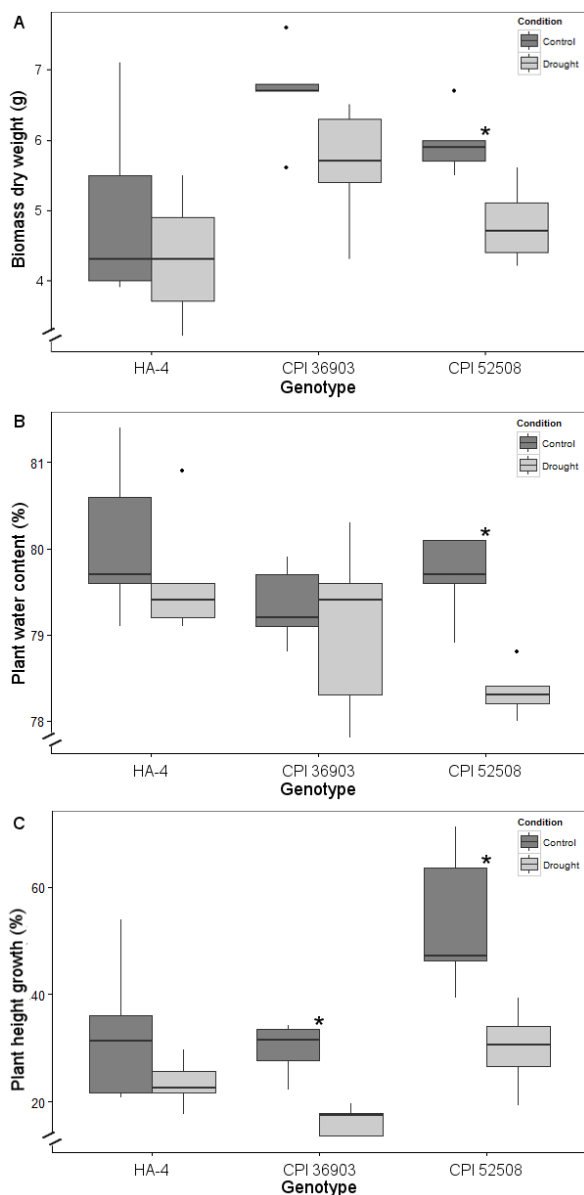 A
Condition
Control
Drought
Biomass dry weight (g)
7
6
5
4
*
HA-4 CPI 36903 CPI 52508
Genotype
B
Condition
Control
Drought
Plant water content (%)
81
80
79
78
*
HA-4 CPI 36903 CPI 52508
Genotype
C
Condition
Control
Drought
Plant height growth (%)
60
40
20
*
*
HA-4 CPI 36903 CPI 52508
Genotype